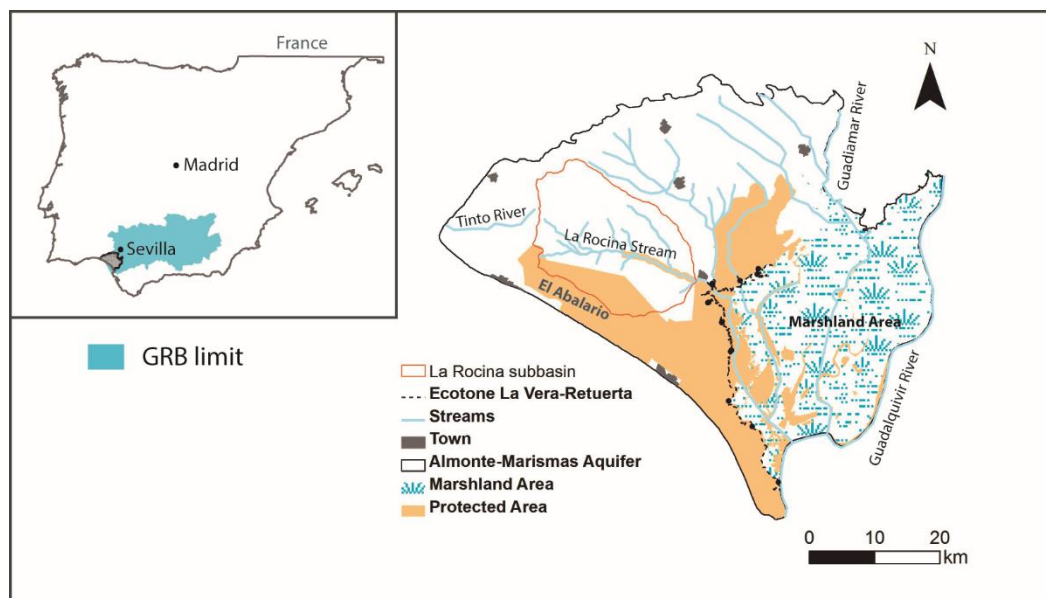 France
Madrid
Sevilla
GRB limit
N
Guadiamar River
Tinto River
La Rocina Stream
El Abalario
Marshland Area
Guadalquivir River
La Rocina subbasin
Ecotone La Vera-Retuerta
Streams
Town
Almonte-Marismas Aquifer
Marshland Area
Protected Area
0 10 20
km